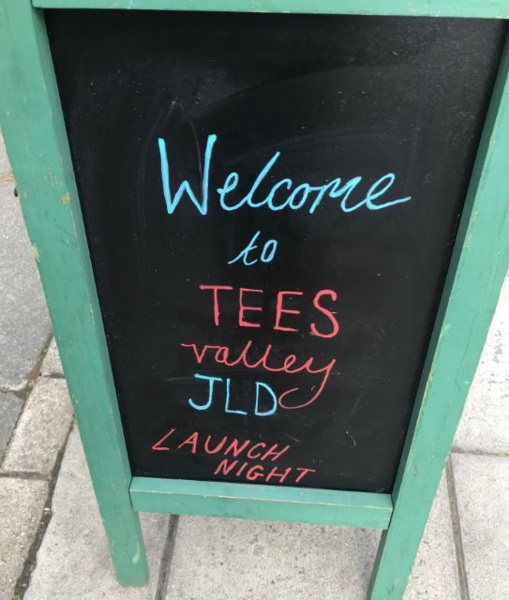 Welcome
to
TEES
valley
JLD
LAUNCH
NIGHT